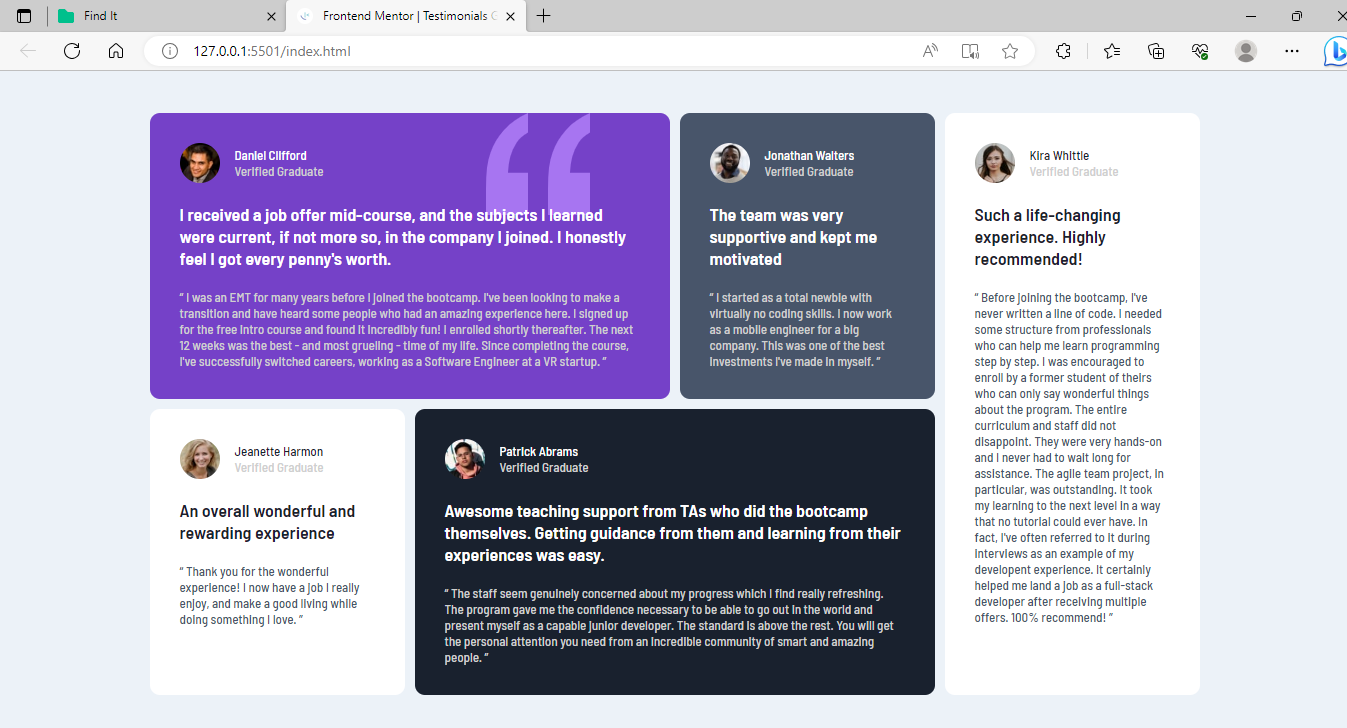 Find It
Frontend Mentor | Testimonials G
127.0.0.1:5501/index.html
Daniel Clifford
Verified Graduate
I received a job offer mid-course, and the subjects I learned
were current, if not more so, in the company I joined. I honestly
feel I got every penny's worth.
“ I was an EMT for many years before I joined the bootcamp. I've been looking to make a
transition and have heard some people who had an amazing experience here. I signed up
for the free intro course and found it incredibly fun! I enrolled shortly thereafter. The next
12 weeks was the best - and most grueling - time of my life. Since completing the course,
I've successfully switched careers, working as a Software Engineer at a VR startup. ”
Jonathan Walters
Verified Graduate
The team was very
supportive and kept me
motivated
“ I started as a total newbie with
virtually no coding skills. I now work
as a mobile engineer for a big
company. This was one of the best
investments I've made in myself. ”
Kira Whittle
Verified Graduate
Such a life-changing
experience. Highly
recommended!
“ Before joining the bootcamp, I've
never written a line of code. I needed
some structure from professionals
who can help me learn programming
step by step. I was encouraged to
enroll by a former student of theirs
who can only say wonderful things
about the program. The entire
curriculum and staff did not
disappoint. They were very hands-on
and I never had to wait long for
assistance. The agile team project, in
particular, was outstanding. It took
my learning to the next level in a way
that no tutorial could ever have. In
fact, I've often referred to it during
interviews as an example of my
developent experience. It certainly
helped me land a job as a full-stack
developer after receiving multiple
offers. 100% recommend! ”
Jeanette Harmon
Verified Graduate
An overall wonderful and
rewarding experience
“ Thank you for the wonderful
experience! I now have a job I really
enjoy, and make a good living while
doing something I love. ”
Patrick Abrams
Verified Graduate
Awesome teaching support from TAs who did the bootcamp
themselves. Getting guidance from them and learning from their
experiences was easy.
“ The staff seem genuinely concerned about my progress which I find really refreshing.
The program gave me the confidence necessary to be able to go out in the world and
present myself as a capable junior developer. The standard is above the rest. You will get
the personal attention you need from an incredible community of smart and amazing
people. ”